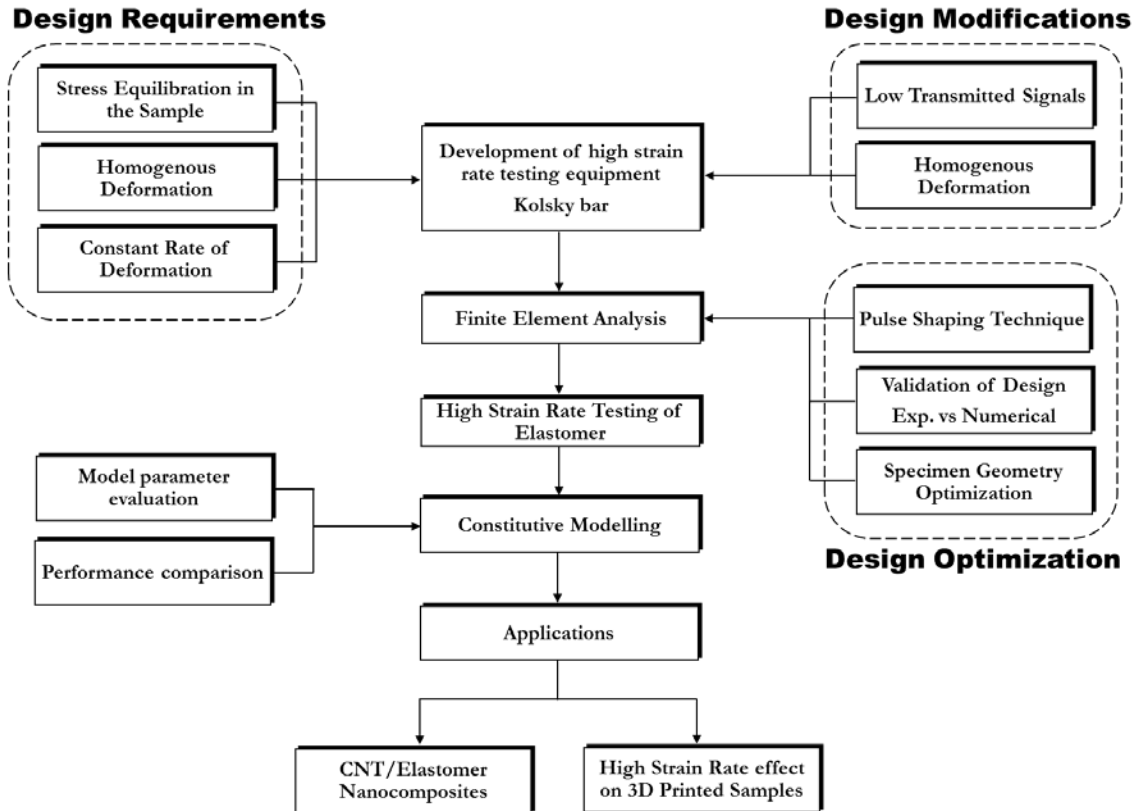 Design Requirements
Stress Equilibration in
the Sample
Homogenous
Deformation
Constant Rate of
Deformation
Design Modifications
Low Transmitted Signals
Homogenous
Deformation
Development of high strain
rate testing equipment
Kolsky bar
Finite Element Analysis
Pulse Shaping Technique
Validation of Design
Exp. vs Numerical
Specimen Geometry
Optimization
Design Optimization
High Strain Rate Testing of
Elastomer
Model parameter
evaluation
Performance comparison
Constitutive Modelling
Applications
CNT/Elastomer
Nanocomposites
High Strain Rate effect
on 3D Printed Samples